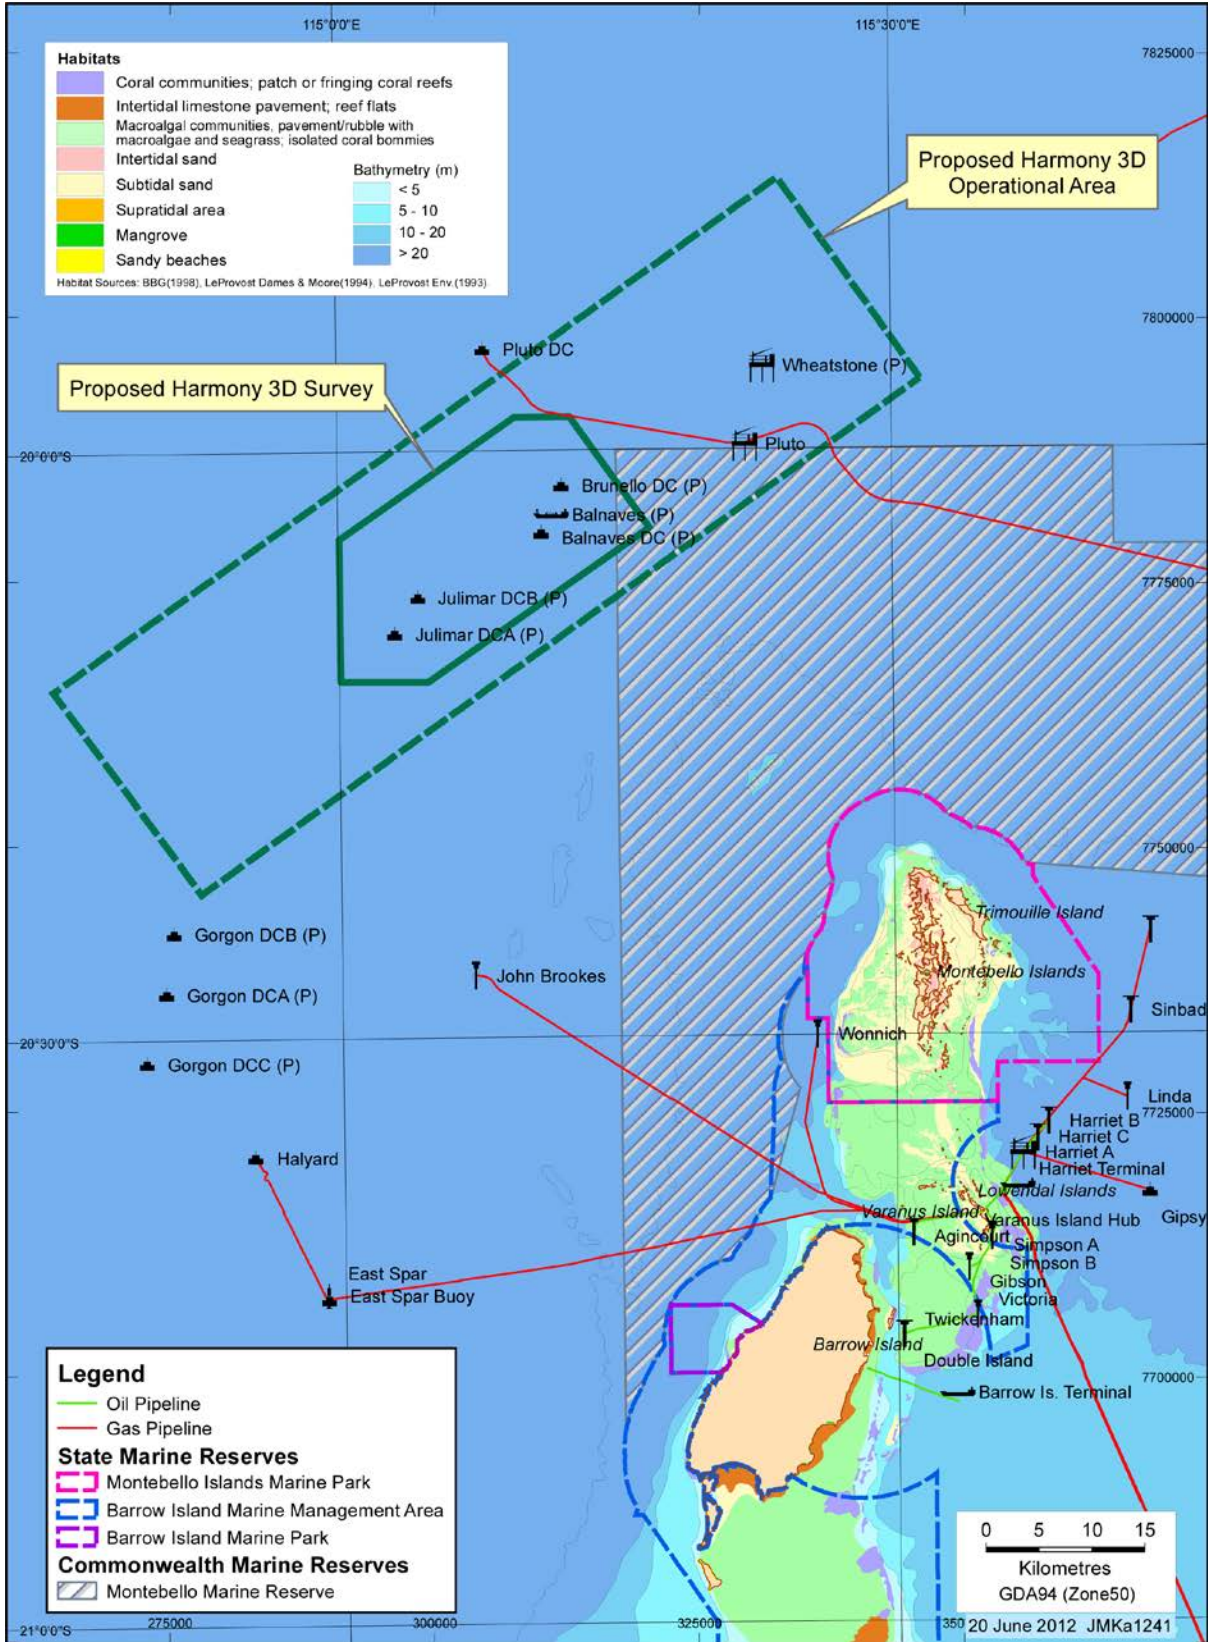 115°0'0"E
115°30'0"E
7825000
Habitats
Coral communities; patch or fringing coral reefs
Intertidal limestone pavement; reef flats
Macroalgal communities, pavement/rubble with
macroalgae and seagrass; isolated coral bommies
Intertidal sand
Subtidal sand
Supratidal area
Mangrove
Sandy beaches
Bathymetry (m)
< 5
5 - 10
10 - 20
> 20
Habitat Sources: BBG(1998), LeProvost Dames & Moore(1994), LeProvost Env.(1993).
Proposed Harmony 3D
Operational Area
7800000
Pluto DC
Wheatstone (P)
Proposed Harmony 3D Survey
Pluto
20°0'0"S
Brunello DC (P)
Balnaves (P)
Balnaves DC (P)
7775000
Julimar DCB (P)
Julimar DCA (P)
7750000
Trimouille Island
Gorgon DCB (P)
Montebello Islands
John Brookes
Gorgon DCA (P)
Sinbad
Wonnich
20°30'0"S
Gorgon DCC (P)
Linda
7725000
Harriet B
Harriet C
Harriet A
Halyard
Harriet Terminal
Lowendal Islands
Varanus Island
Gipsy
Varanus Island Hub
Agincourt
Simpson A
Simpson B
East Spar
Gibson
East Spar Buoy
Victoria
Twickenham
Barrow Island
Double Island
7700000
Barrow Is. Terminal
Legend
Oil Pipeline
Gas Pipeline
State Marine Reserves
Montebello Islands Marine Park
Barrow Island Marine Management Area
Barrow Island Marine Park
Commonwealth Marine Reserves
Montebello Marine Reserve
0 5 10 15
Kilometres
GDA94 (Zone50)
20 June 2012 JMKa1241
21°0'0"S
275000
300000
325000